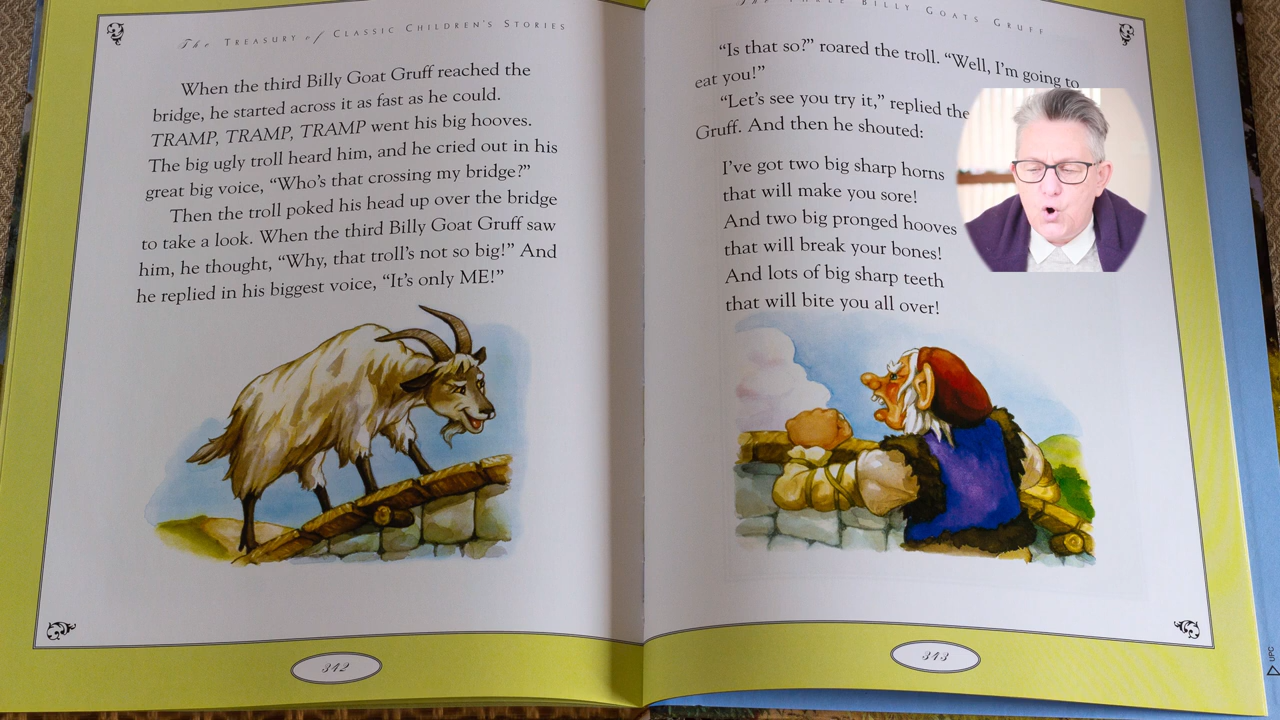 The Treasury of Classic Children's Stories
When the third Billy Goat Gruff reached the
bridge, he started across it as fast as he could.
TRAMP, TRAMP, TRAMP went his big hooves.
The big ugly troll heard him, and he cried out in his
great big voice, “Who’s that crossing my bridge?”
Then the troll poked his head up over the bridge
to take a look. When the third Billy Goat Gruff saw
him, he thought, “Why, that troll’s not so big!” And
he replied in his biggest voice, “It’s only ME!”
312
The Three Billy Goats Gruff
“Is that so?” roared the troll. “Well, I’m going to
eat you!”
“Let’s see you try it,” replied the
Gruff. And then he shouted:
I’ve got two big sharp horns
that will make you sore!
And two big pronged hooves
that will break your bones!
And lots of big sharp teeth
that will bite you all over!
313
UPC